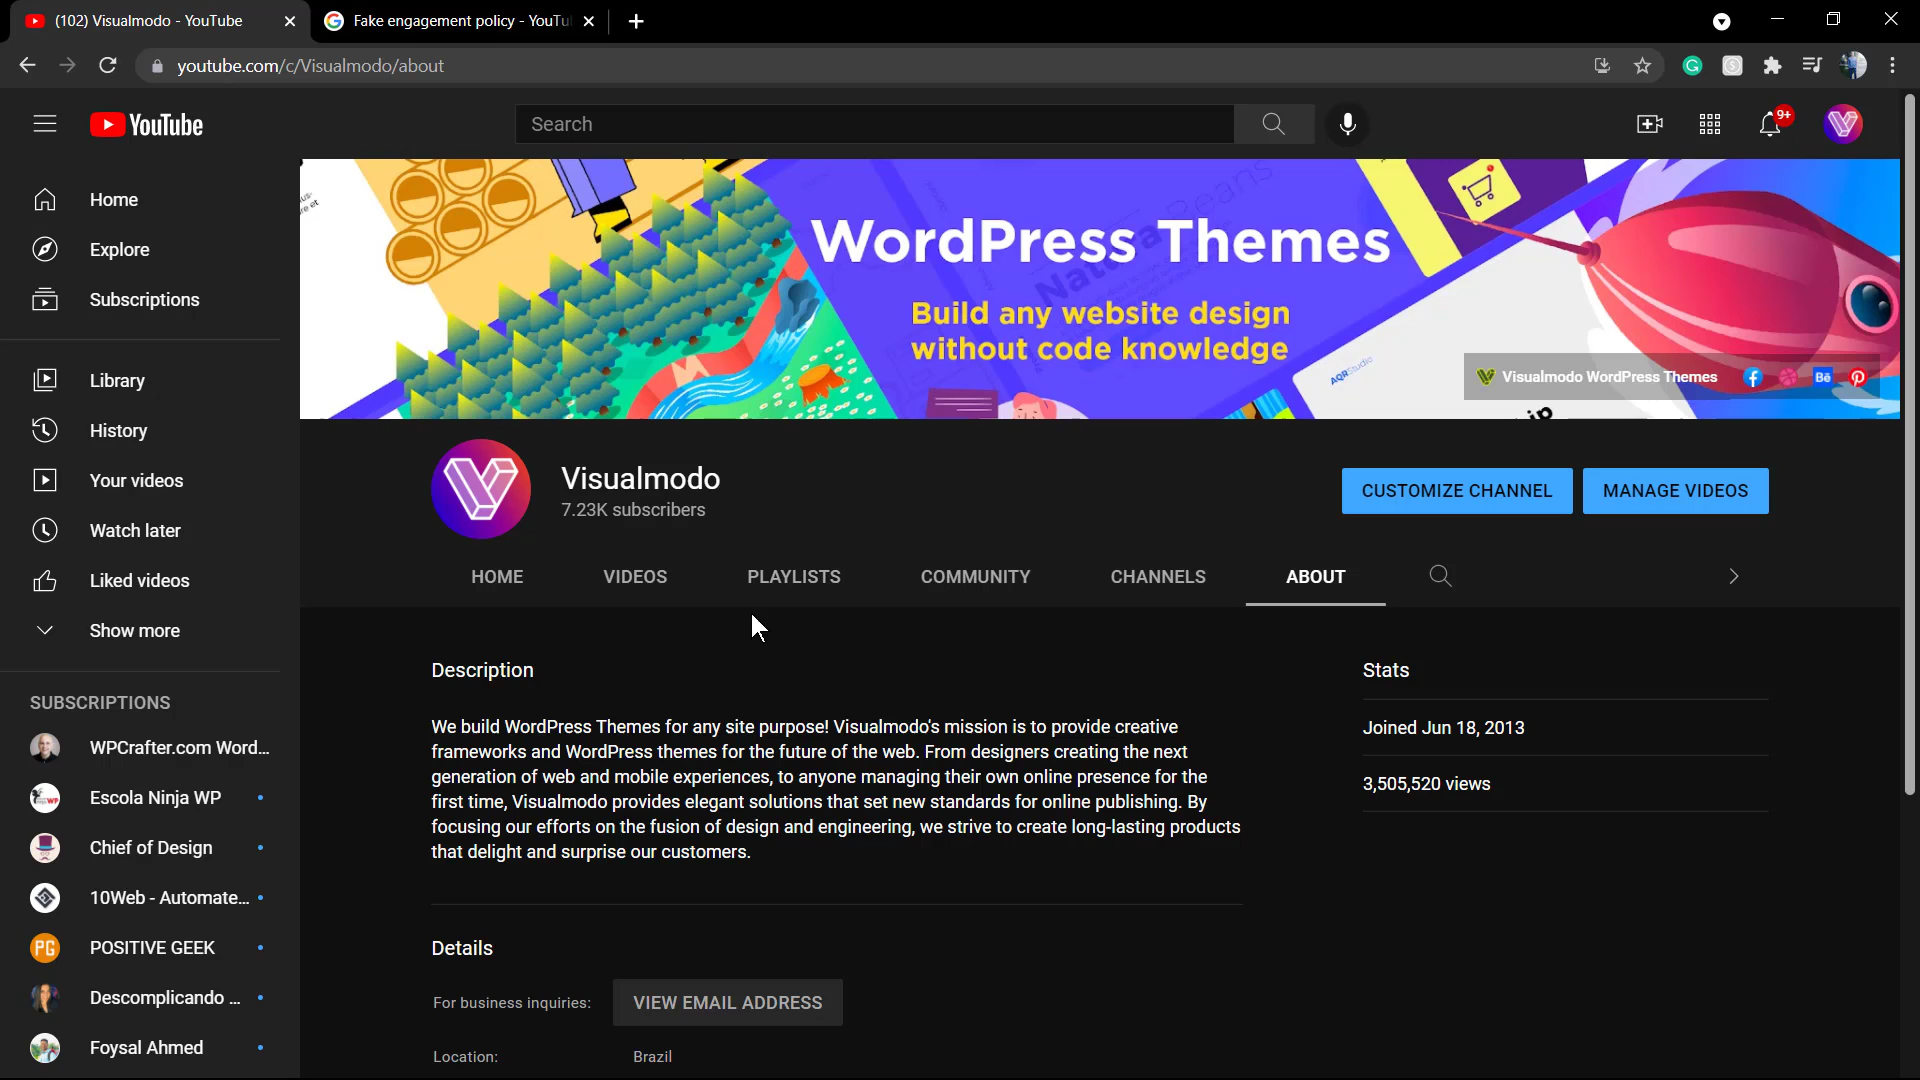 (102) Visualmodo - YouTube
Fake engagement policy - YouTu
youtube.com/c/Visualmodo/about
YouTube
Search
9+
Home
Explore
Subscriptions
Library
History
Your videos
Watch later
Liked videos
Show more
SUBSCRIPTIONS
WPCrafter.com Word...
Escola Ninja WP
Chief of Design
10Web - Automate...
PG
POSITIVE GEEK
Descomplicando ...
Foysal Ahmed
WordPress Themes
Build any website design
without code knowledge
AQRStudio
Visualmodo WordPress Themes
Bē
Visualmodo
7.23K subscribers
CUSTOMIZE CHANNEL
MANAGE VIDEOS
HOME
VIDEOS
PLAYLISTS
COMMUNITY
CHANNELS
ABOUT
Description
We build WordPress Themes for any site purpose! Visualmodo's mission is to provide creative
frameworks and WordPress themes for the future of the web. From designers creating the next
generation of web and mobile experiences, to anyone managing their own online presence for the
first time, Visualmodo provides elegant solutions that set new standards for online publishing. By
focusing our efforts on the fusion of design and engineering, we strive to create long-lasting products
that delight and surprise our customers.
Stats
Joined Jun 18, 2013
3,505,520 views
Details
For business inquiries:
VIEW EMAIL ADDRESS
Location:
Brazil